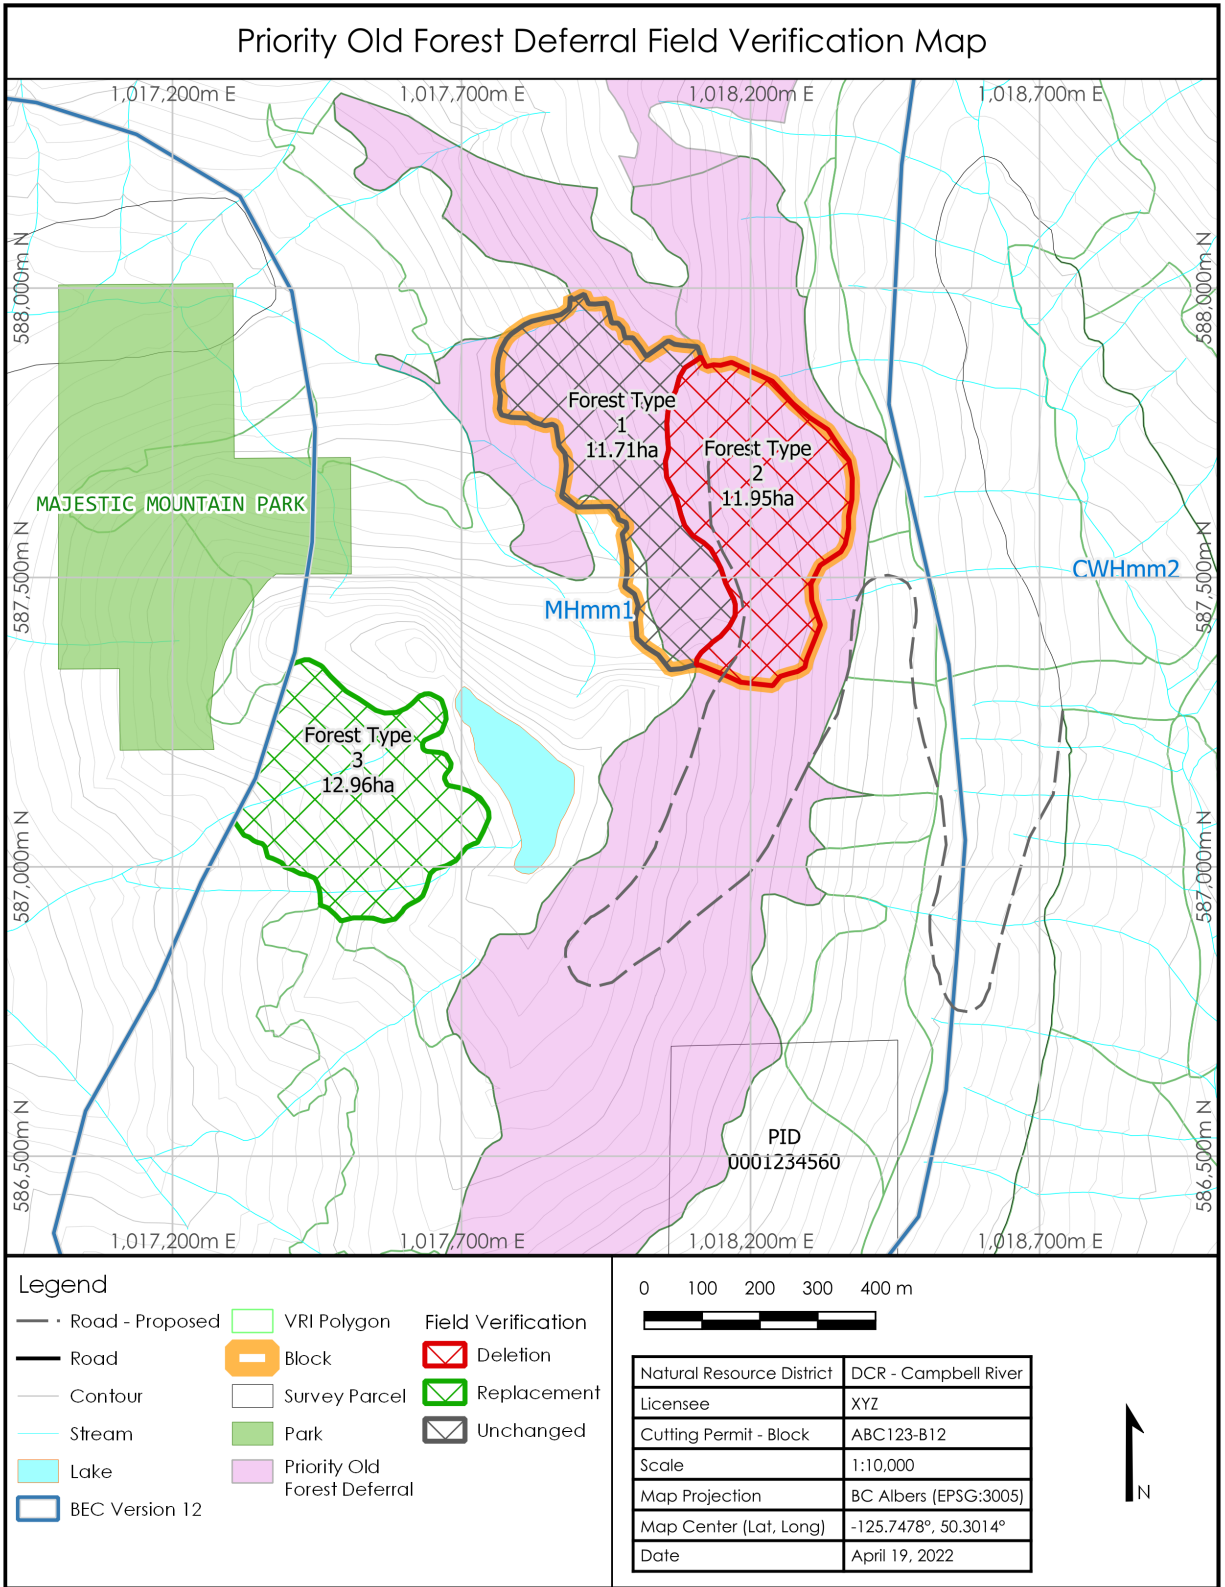 Priority Old Forest Deferral Field Verification Map
1,017,200m E
1,017,700m E
1,018,200m E
1,018,700m E
588,000m N
588,000m N
Forest Type
1
11.71ha
Forest Type
2
11.95ha
MAJESTIC MOUNTAIN PARK
587,500m N
CWHmm2
587,500m N
MHmm1
Forest Type
3
12.96ha
587,000m N
587,000m N
PID
0001234560
586,500m N
586,500m N
1,017,200m E
1,017,700m E
1,018,200m E
1,018,700m E
Legend
Road - Proposed
Road
Contour
Stream
Lake
BEC Version 12
VRI Polygon
Block
Survey Parcel
Park
Priority Old
Forest Deferral
Field Verification
Deletion
Replacement
Unchanged
0 100 200 300 400 m
Natural Resource District DCR - Campbell River
Licensee XYZ
Cutting Permit - Block ABC123-B12
Scale 1:10,000
Map Projection BC Albers (EPSG:3005)
Map Center (Lat, Long) -125.7478°, 50.3014°
Date April 19, 2022
N